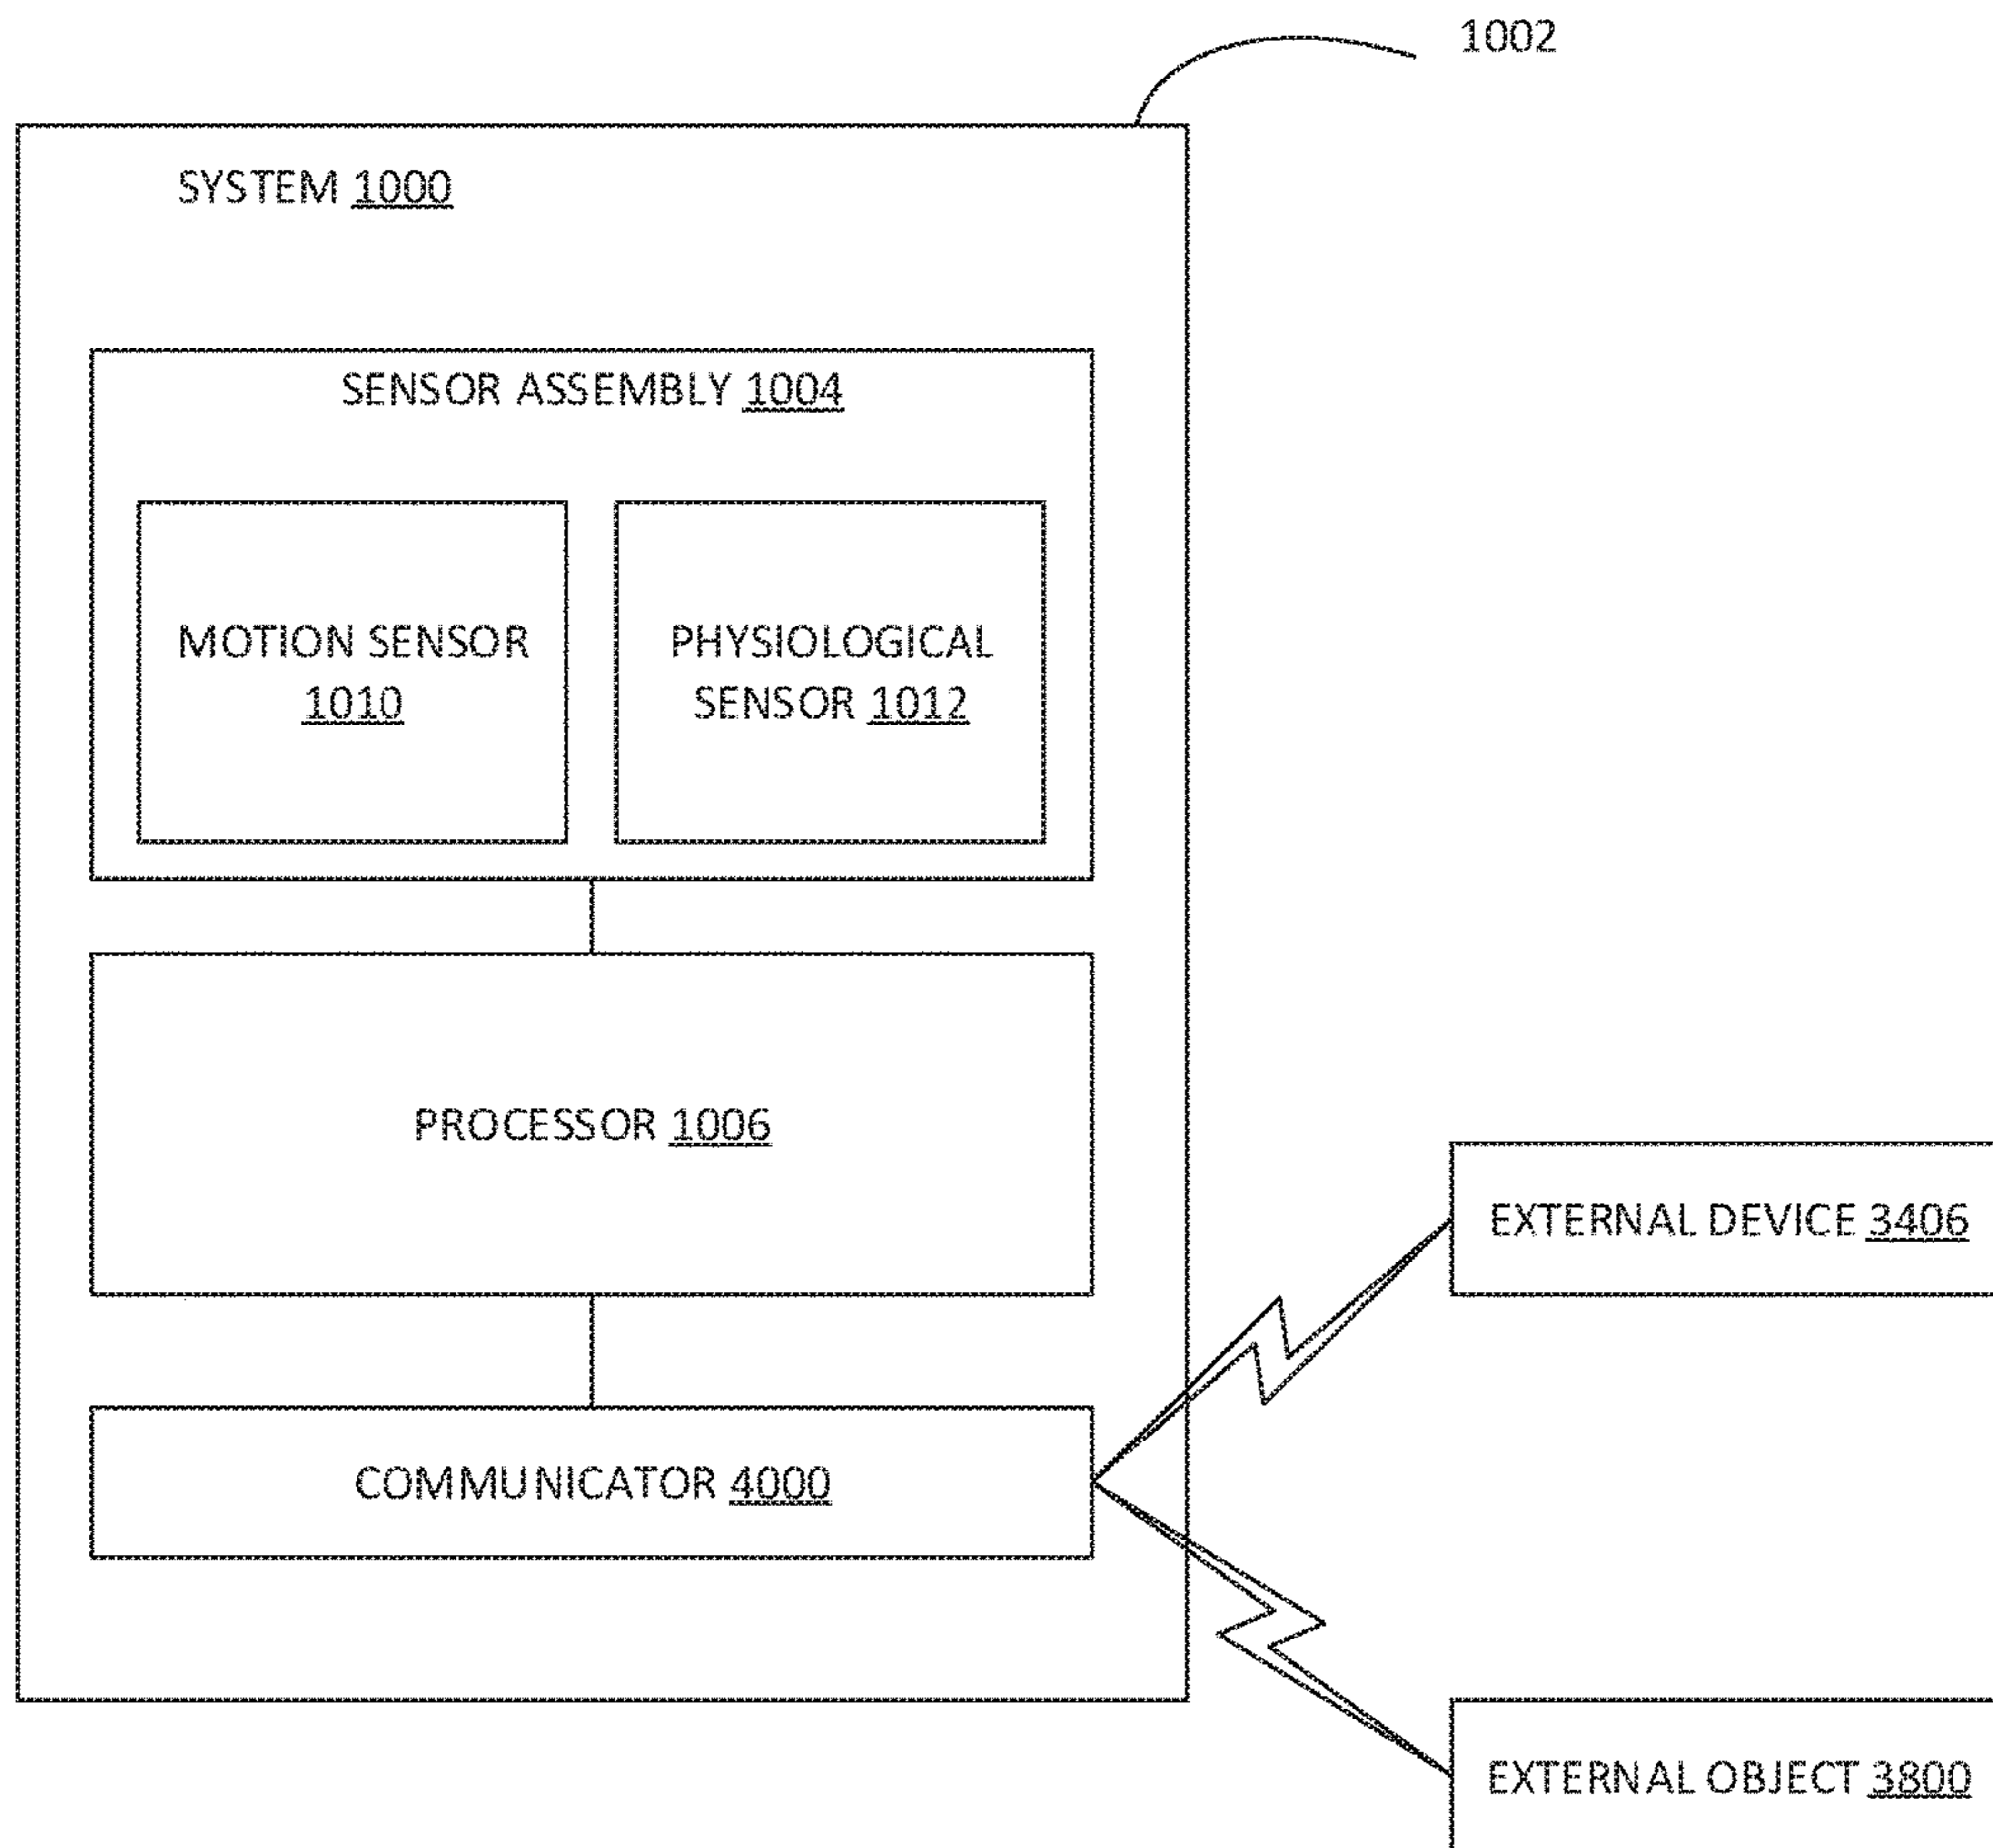 1002
SYSTEM 1000
SENSOR ASSEMBLY 1004
MOTION SENSOR
1010
PHYSIOLOGICAL
SENSOR 1012
PROCESSOR 1006
EXTERNAL DEVICE 3406
COMMUNICATOR 4000
EXTERNAL OBJECT 3800